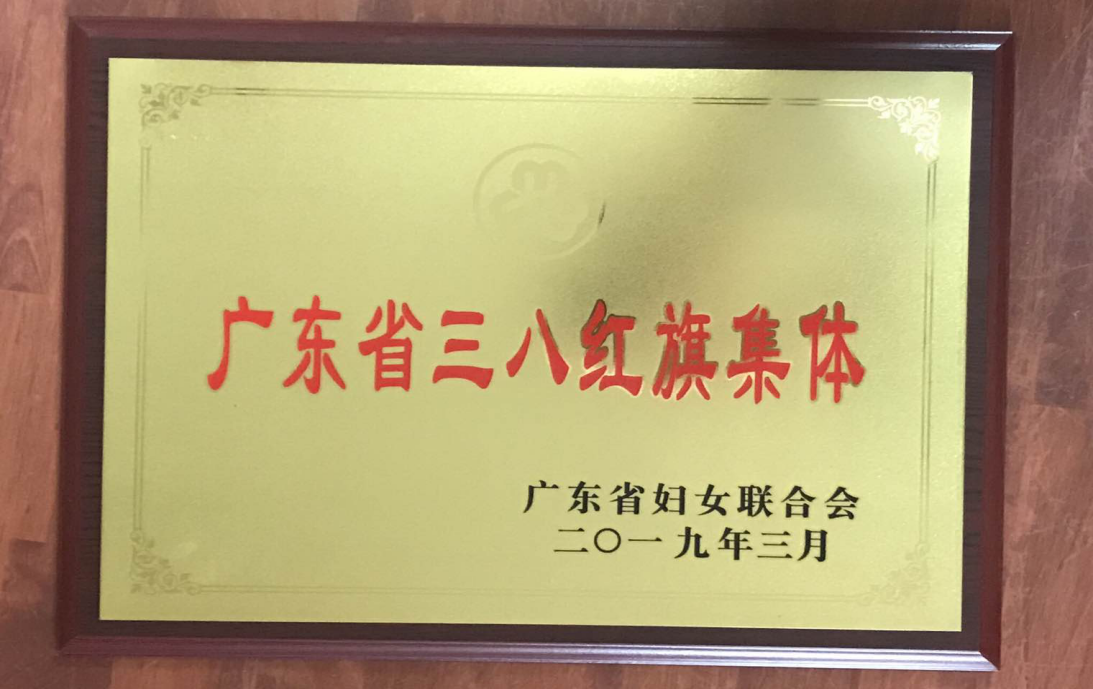 广东省三八红旗集体
广东省妇女联合会
二〇一九年三月